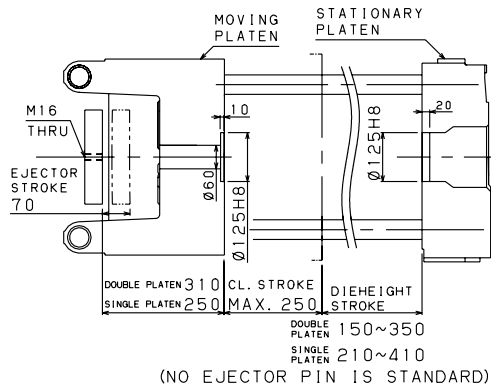 MOVING
PLATEN
STATIONARY
PLATEN
M16
THRU
10
20
EJECTOR
STROKE
70
Ø60
Ø125H8
Ø125H8
DOUBLE PLATEN 310
SINGLE PLATEN 250
CL. STROKE
MAX. 250
DIEHEIGHT
STROKE
DOUBLE
PLATEN 150~350
SINGLE
PLATEN 210~410
(NO EJECTOR PIN IS STANDARD)